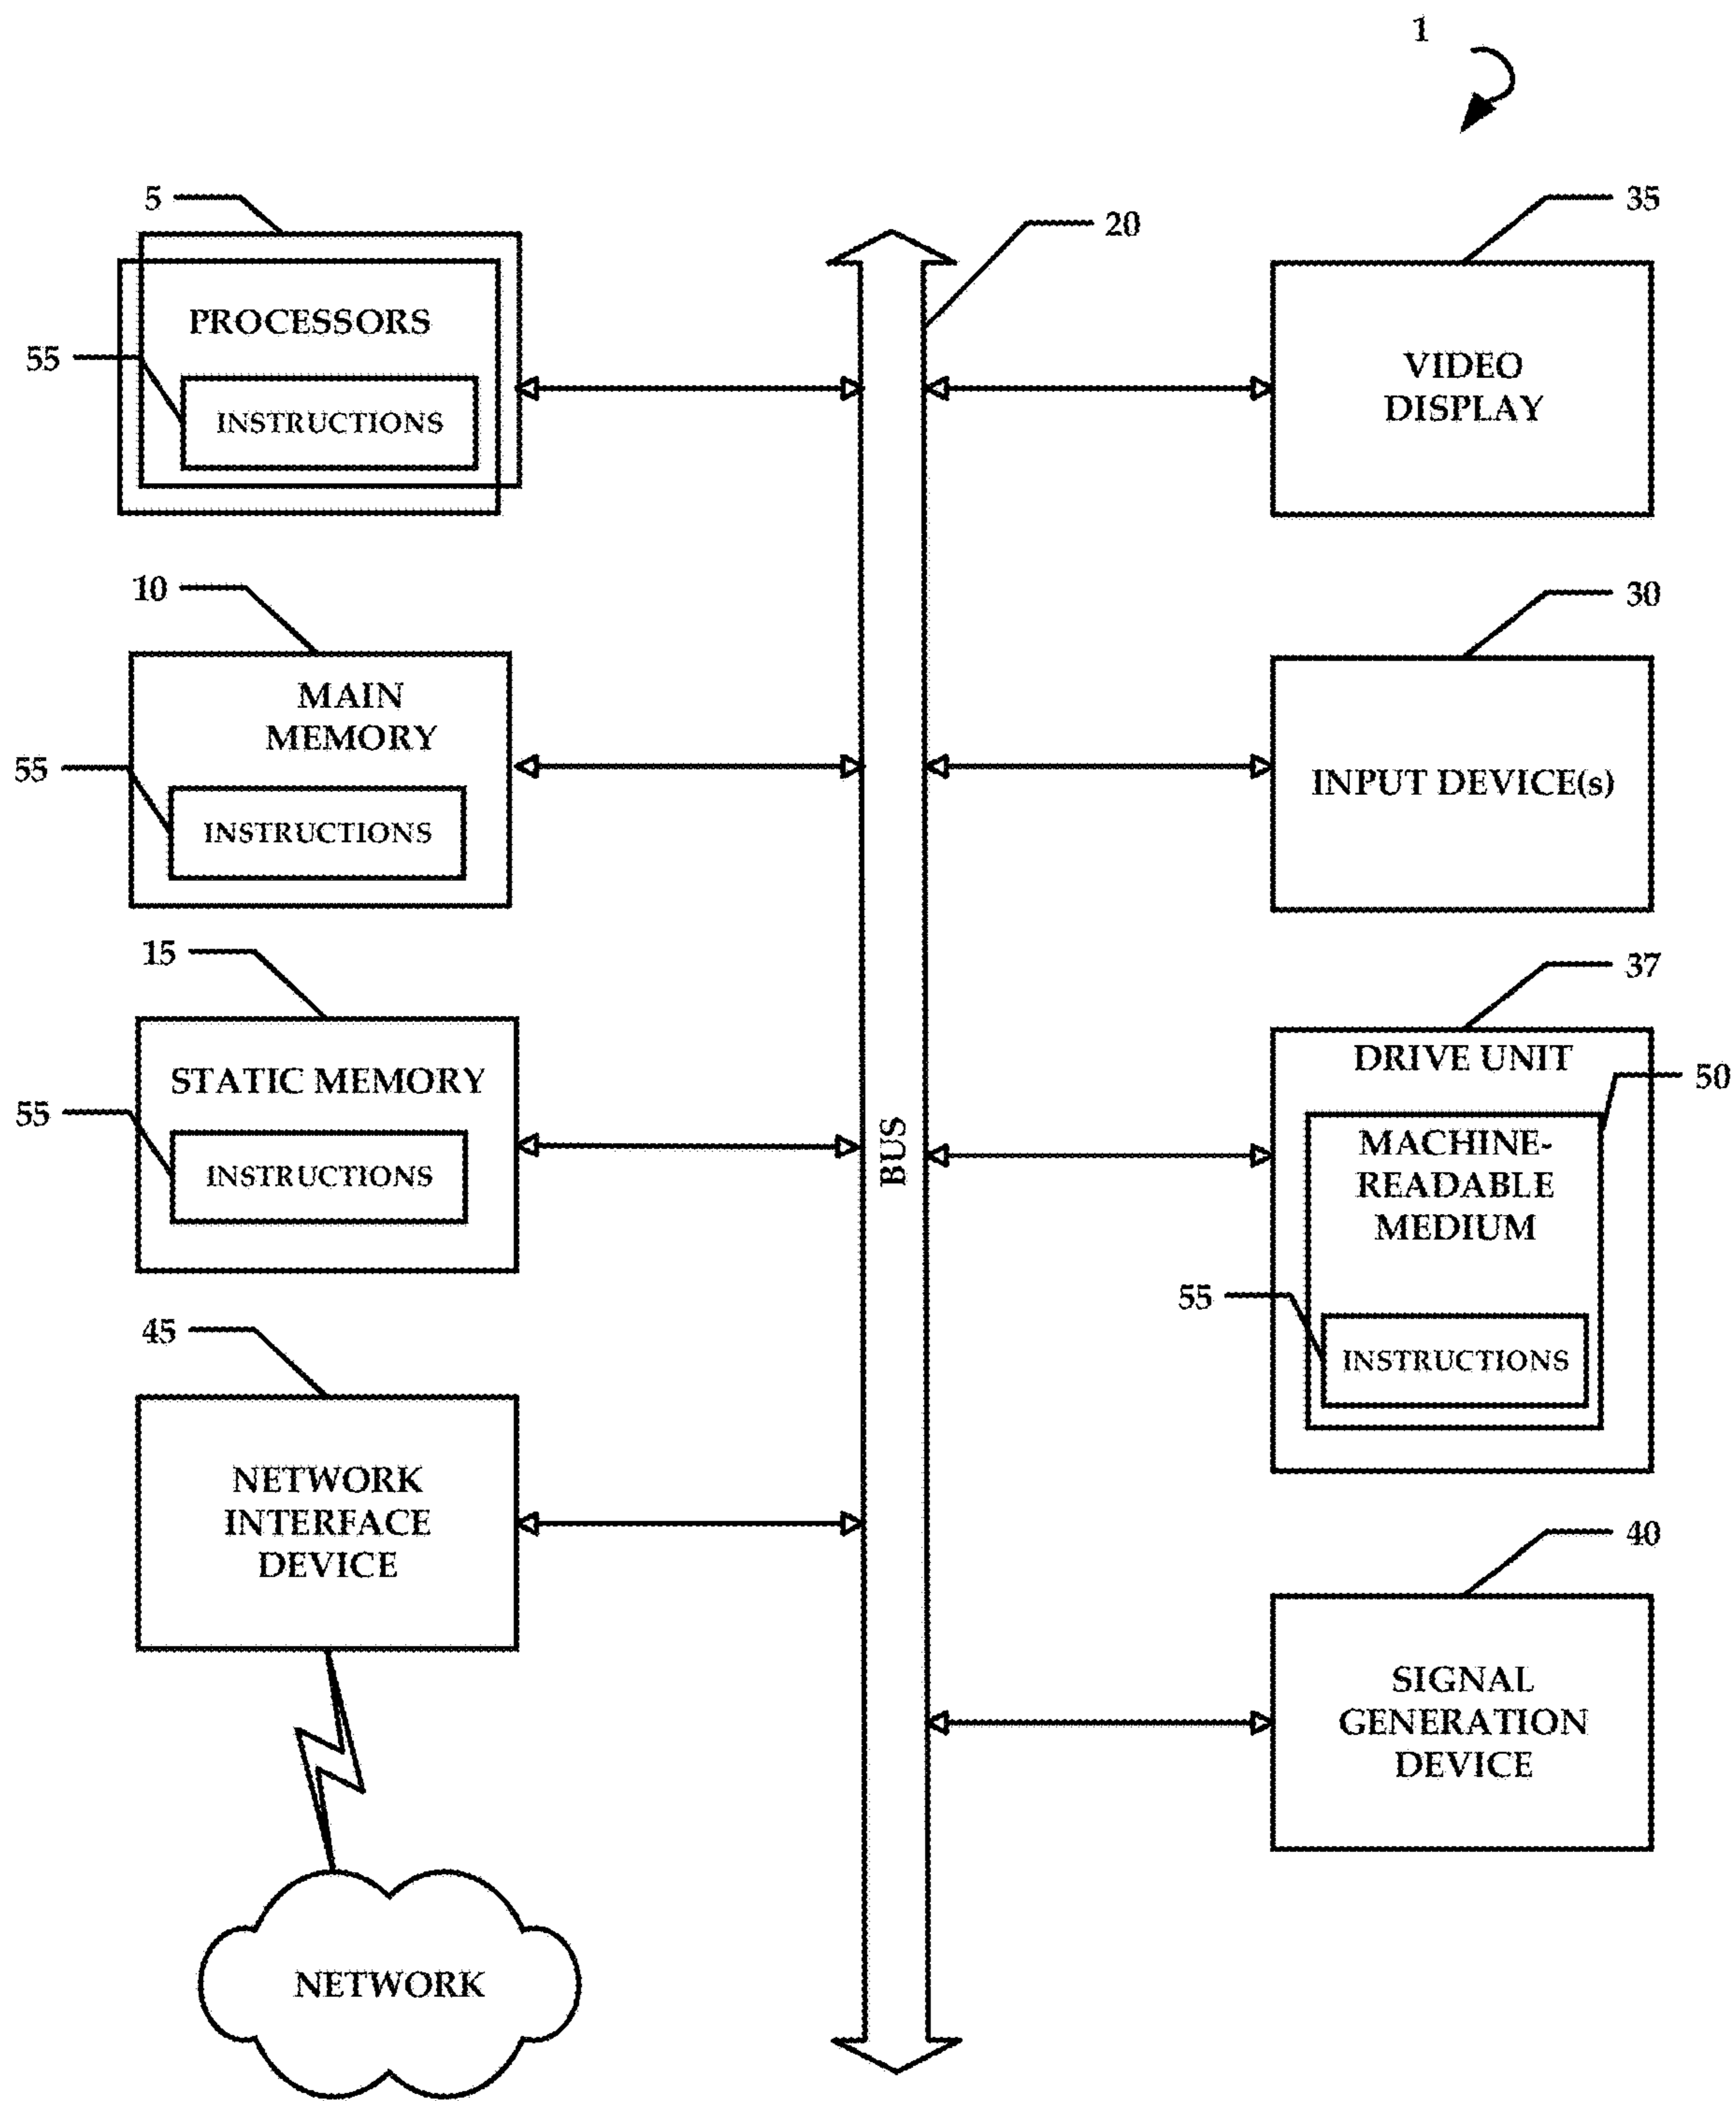 1
5
PROCESSORS
55
INSTRUCTIONS
10
MAIN
MEMORY
55
INSTRUCTIONS
15
STATIC MEMORY
55
INSTRUCTIONS
45
NETWORK
INTERFACE
DEVICE
NETWORK
20
BUS
35
VIDEO
DISPLAY
30
INPUT DEVICE(s)
37
DRIVE UNIT
50
MACHINE-
READABLE
MEDIUM
55
INSTRUCTIONS
40
SIGNAL
GENERATION
DEVICE